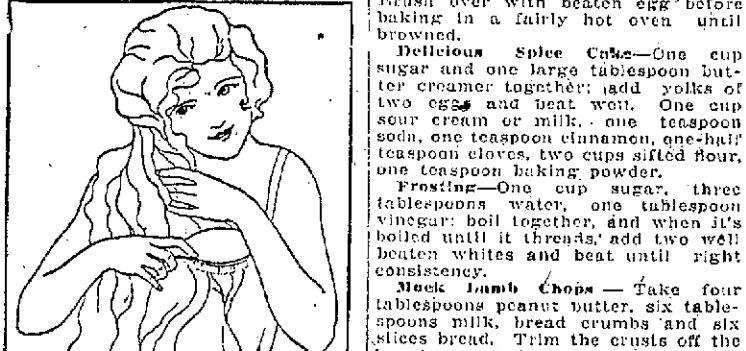 Brush over with beaten egg before
baking in a fairly hot oven until
browned.
Delicious Spice Cake—One cup
sugar and one large tablespoon but-
ter creamer together; add yolks of
two eggs and beat well. One cup
sour cream or milk, one teaspoon
soda, one teaspoon cinnamon, one-half
teaspoon cloves, two cups sifted flour,
one teaspoon baking powder.
Frosting—One cup sugar, three
tablespoons water, one tablespoon
vinegar; boil together, and when it's
boiled until it threads, add two well
beaten whites and beat until right
consistency.
Mock Lamb Chops — Take four
tablespoons peanut butter, six table-
spoons milk, bread crumbs and six
slices bread. Trim the crusts off the